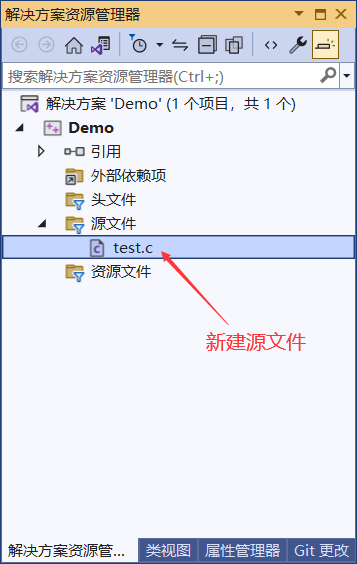 解决方案资源管理器
搜索解决方案资源管理器(Ctrl+;)
解决方案 'Demo' (1 个项目，共 1 个)
Demo
引用
外部依赖项
头文件
源文件
test.c
资源文件
新建源文件
解决方案资源管... 类视图 属性管理器 Git 更改